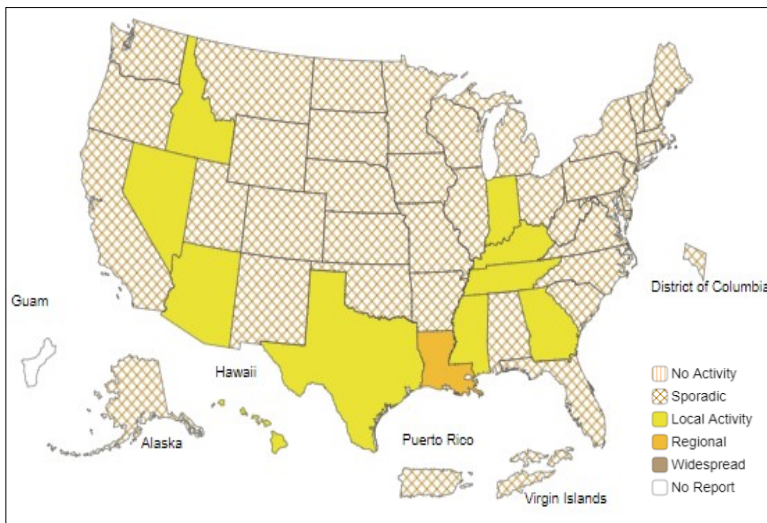 District of Columbia
Guam
Hawaii
Alaska
Puerto Rico
Virgin Islands
No Activity
Sporadic
Local Activity
Regional
Widespread
No Report